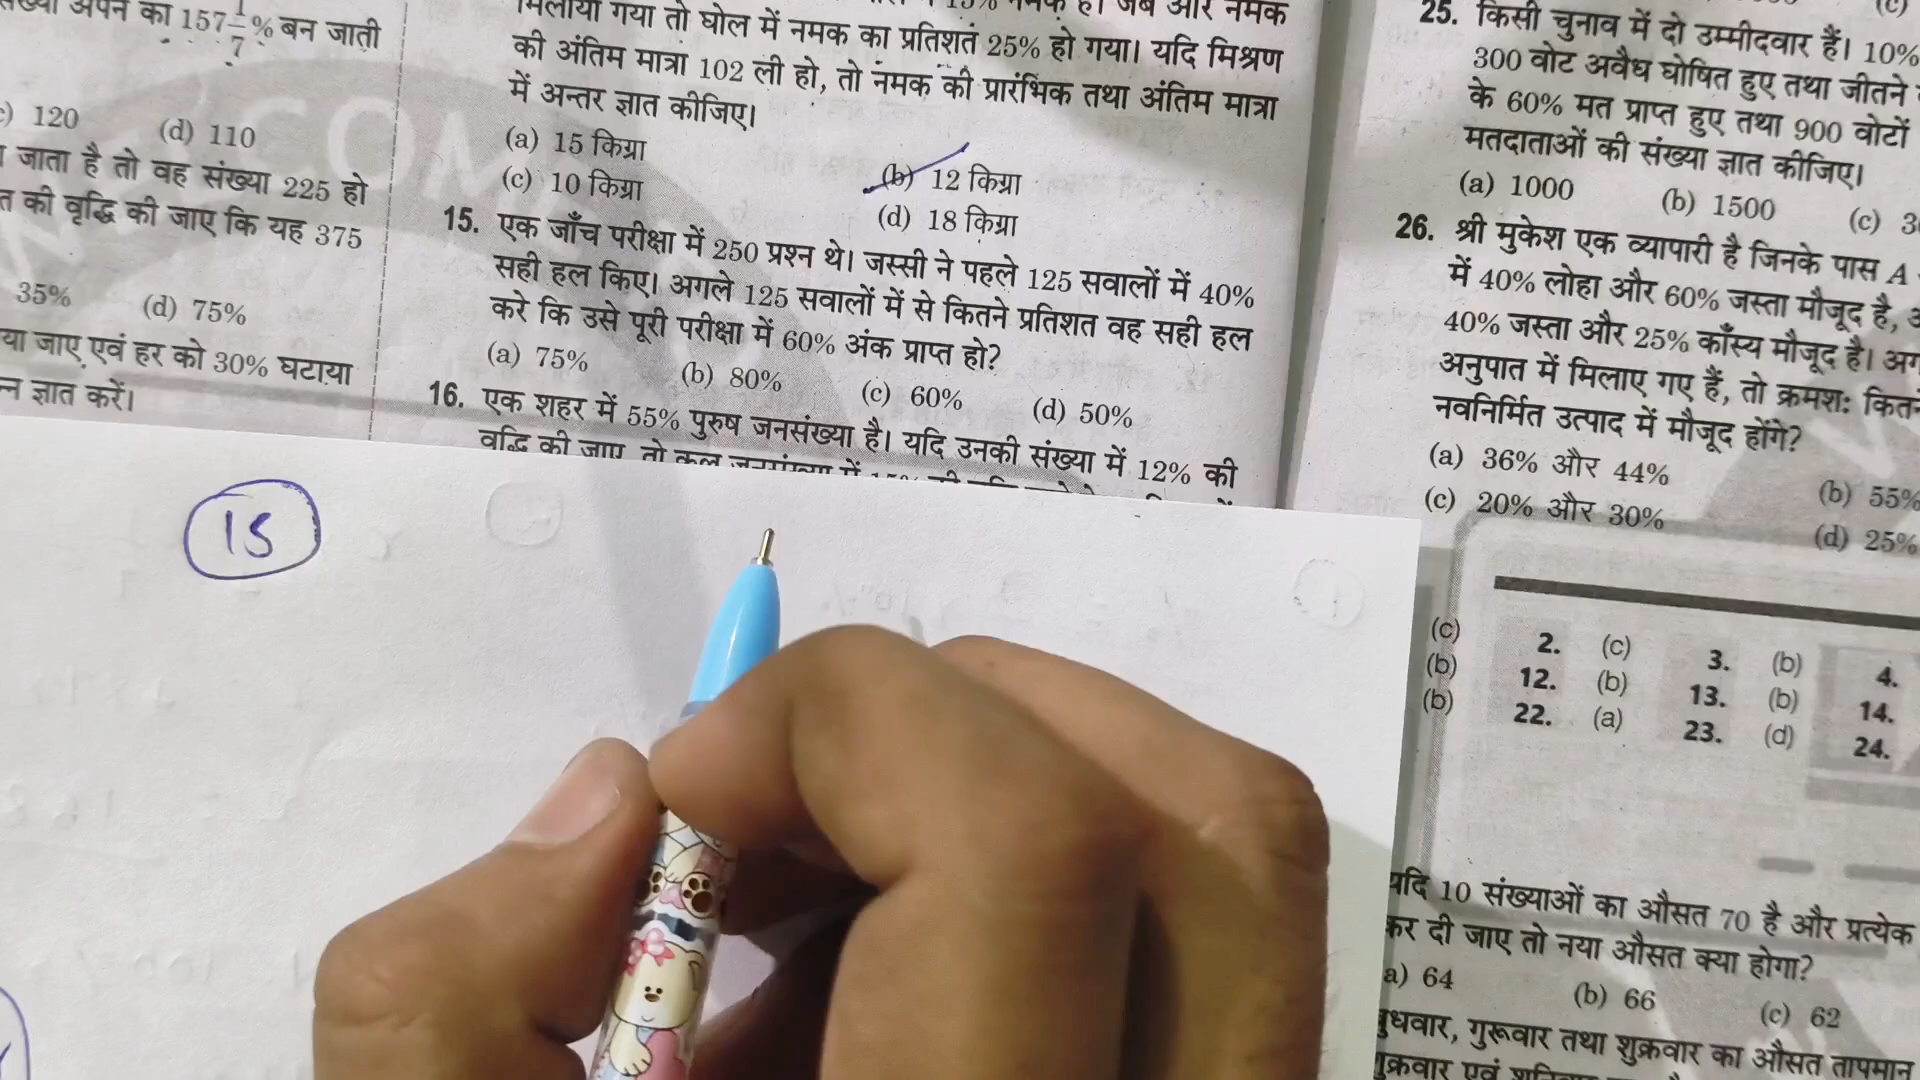 अपने का 157 1/7 % बन जाती
120 (d) 110
जाता है तो वह संख्या 225 हो
की वृद्धि की जाए कि यह 375
35% (d) 75%
जाए एवं हर को 30% घटाया
ज्ञात करें।
मिलाया गया तो घोल में नमक का प्रतिशत 25% हो गया। यदि मिश्रण
की अंतिम मात्रा 102 ली हो, तो नमक की प्रारंभिक तथा अंतिम मात्रा
में अन्तर ज्ञात कीजिए।
(a) 15 किग्रा (b) 12 किग्रा
(c) 10 किग्रा (d) 18 किग्रा
15. एक जाँच परीक्षा में 250 प्रश्न थे। जस्सी ने पहले 125 सवालों में 40%
सही हल किए। अगले 125 सवालों में से कितने प्रतिशत वह सही हल
करे कि उसे पूरी परीक्षा में 60% अंक प्राप्त हो?
(a) 75% (b) 80% (c) 60% (d) 50%
16. एक शहर में 55% पुरुष जनसंख्या है। यदि उनकी संख्या में 12% की
वृद्धि की जाए तो कुल जनसंख्या में
15
25. किसी चुनाव में दो उम्मीदवार हैं। 10%
300 वोट अवैध घोषित हुए तथा जीतने
के 60% मत प्राप्त हुए तथा 900 वोटों
मतदाताओं की संख्या ज्ञात कीजिए।
(a) 1000 (b) 1500 (c)
26. श्री मुकेश एक व्यापारी है जिनके पास A
में 40% लोहा और 60% जस्ता मौजूद है,
40% जस्ता और 25% काँस्य मौजूद है।
अनुपात में मिलाए गए हैं, तो क्रमशः
नवनिर्मित उत्पाद में मौजूद होंगे?
(a) 36% और 44% (b) 55%
(c) 20% और 30% (d) 25%
(c) 2. (c) 3. (b) 4.
(b) 12. (b) 13. (b) 14.
(b) 22. (a) 23. (d) 24.
यदि 10 संख्याओं का औसत 70 है और प्रत्येक
कर दी जाए तो नया औसत क्या होगा?
a) 64 (b) 66 (c) 62
बुधवार, गुरूवार तथा शुक्रवार का औसत तापमान
शुक्रवार एवं